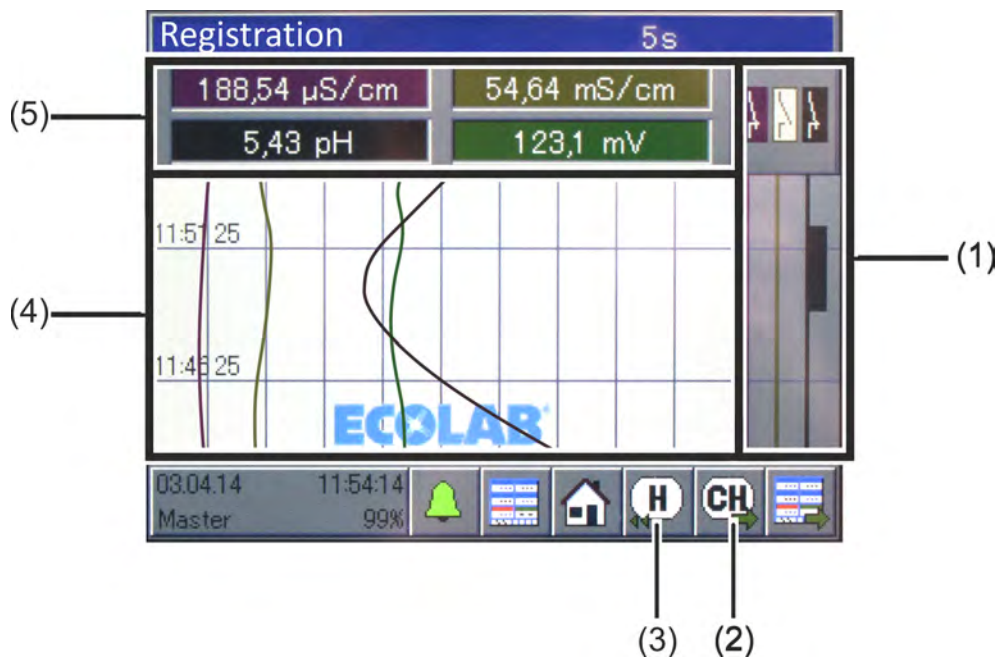 Registration 5s
188,54 µS/cm 54,64 mS/cm
(5)
5,43 pH 123,1 mV
11:51 25
(1)
(4)
11:46 25
ECOLAB
03.04.14 11:54:14
H CH
Master 99%
(3) (2)